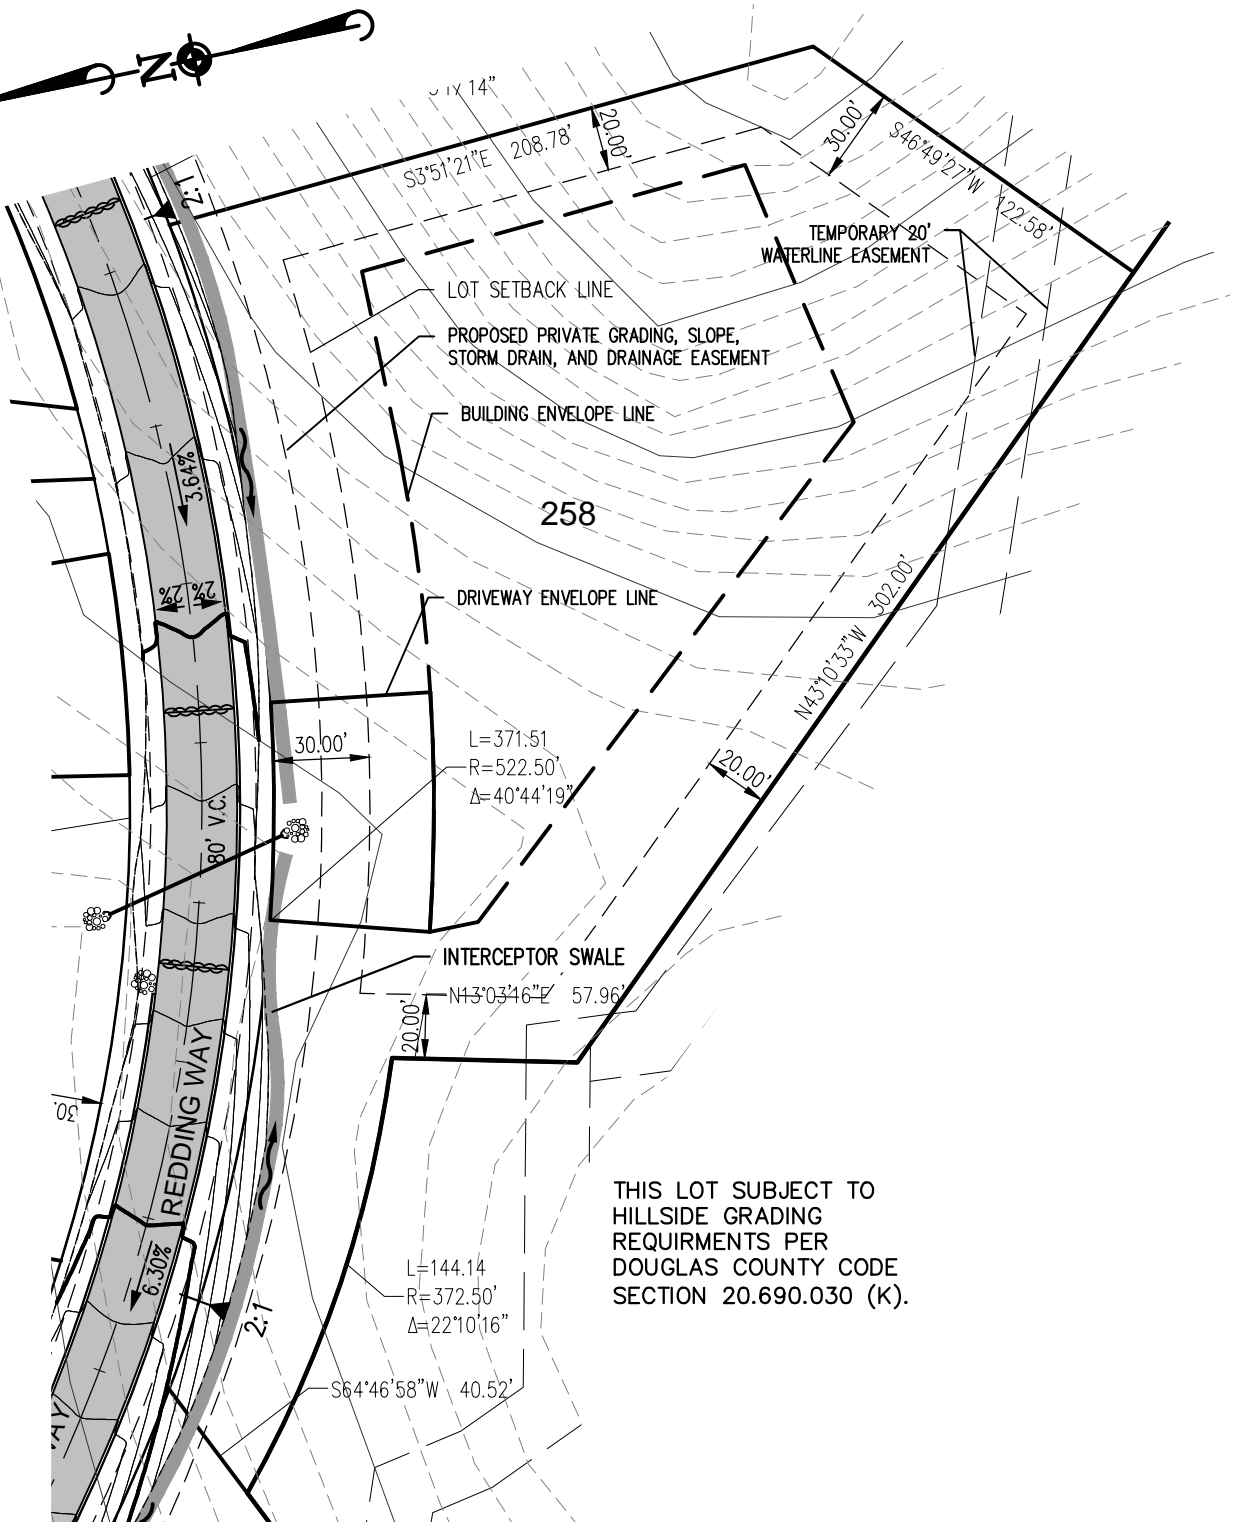 N
S3°51'21"E 208.78'
20.00'
30.00'
S46°49'27"W 122.58'
2:1
TEMPORARY 20'
WATERLINE EASEMENT
LOT SETBACK LINE
PROPOSED PRIVATE GRADING, SLOPE,
STORM DRAIN, AND DRAINAGE EASEMENT
BUILDING ENVELOPE LINE
3.64%
258
2% 2%
DRIVEWAY ENVELOPE LINE
N43°10'33"W 302.00'
30.00'
L=371.51
R=522.50'
Δ=40°44'19"
20.00'
80' V.C.
INTERCEPTOR SWALE
N13°03'46"E 57.96'
20.00'
REDDING WAY
30.
THIS LOT SUBJECT TO
HILLSIDE GRADING
REQUIRMENTS PER
DOUGLAS COUNTY CODE
SECTION 20.690.030 (K).
6.30%
L=144.14
R=372.50'
Δ=22°10'16"
2:1
S64°46'58"W 40.52'
WAY